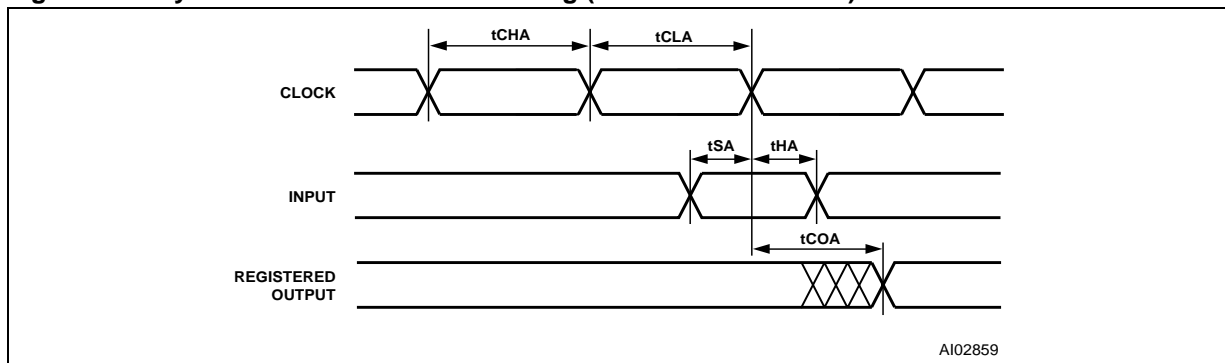 tCHA tCLA
CLOCK
tSA tHA
INPUT
tCOA
REGISTERED
OUTPUT
AI02859